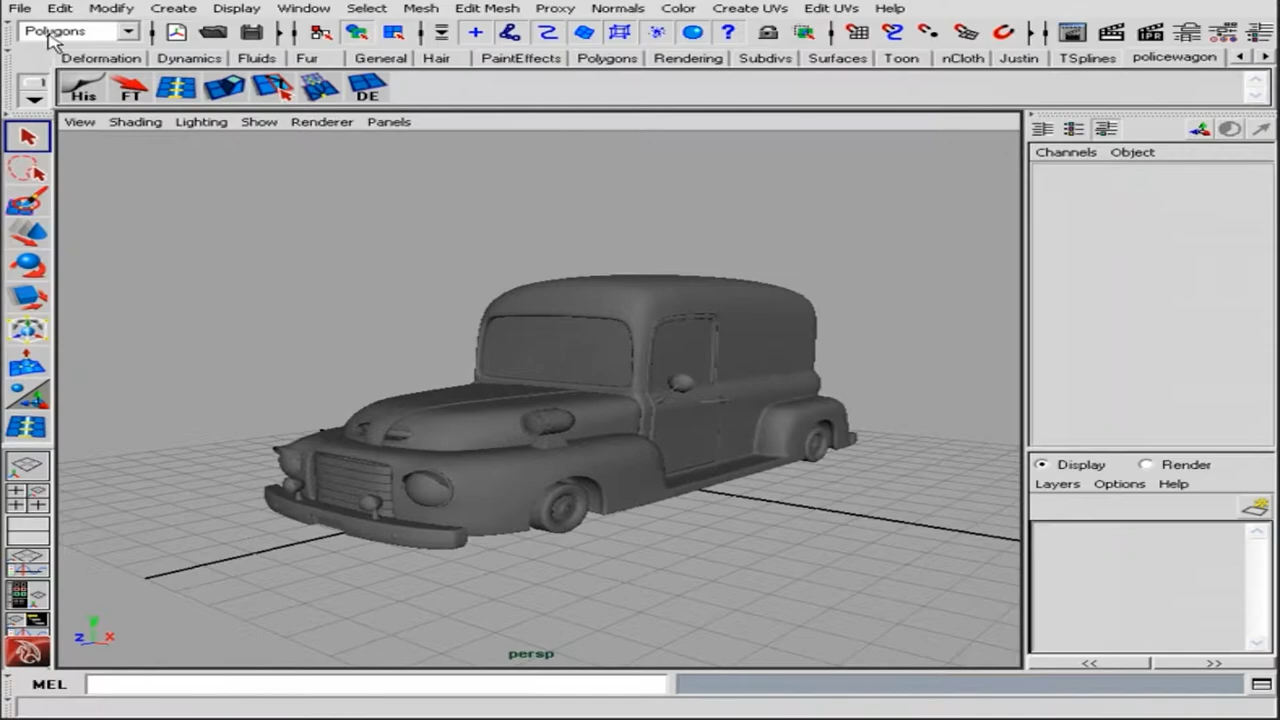 File Edit Modify Create Display Window Select Mesh Edit Mesh Proxy Normals Color Create UVs Edit UVs Help
Polygons
Deformation Dynamics Fluids Fur General Hair PaintEffects Polygons Rendering Subdivs Surfaces Toon nCloth Justin TSplines policewagon
His FT DE
View Shading Lighting Show Renderer Panels
Channels Object
Display Render
Layers Options Help
z x
persp
<< >>
MEL